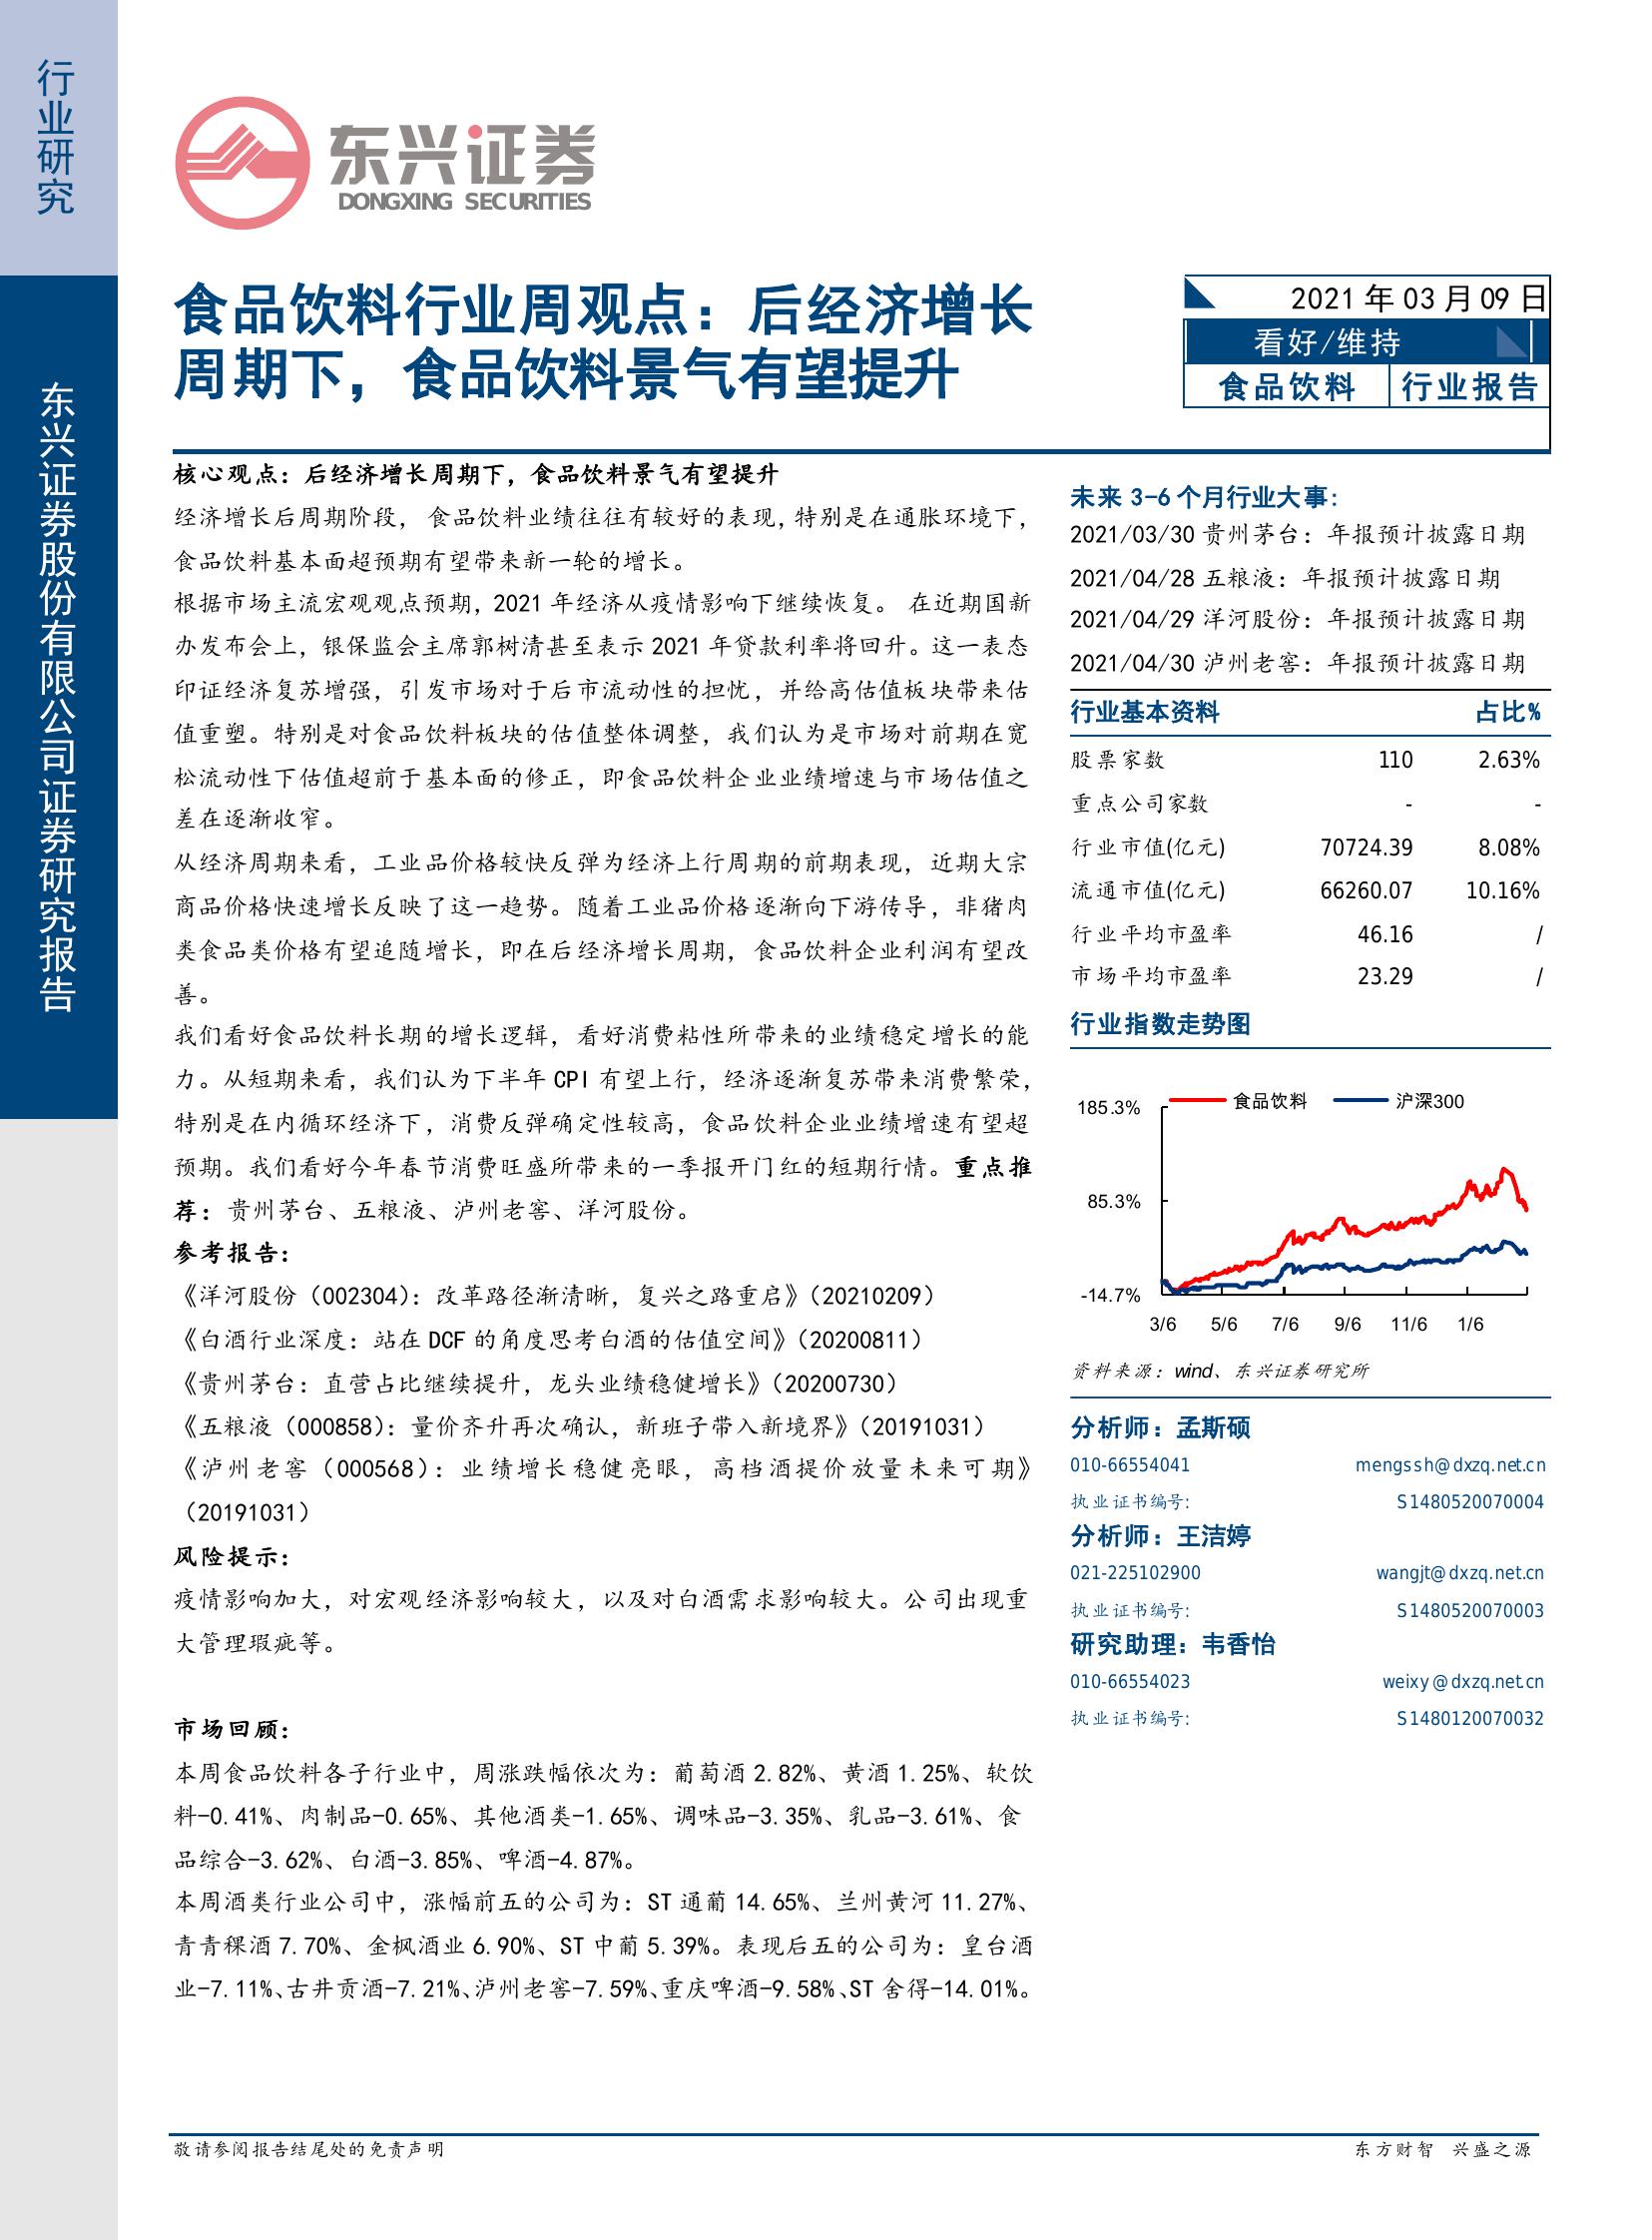 行业研究
东兴证券股份有限公司证券研究报告
东兴证券
DONGXING SECURITIES
食品饮料行业周观点：后经济增长
周期下，食品饮料景气有望提升
2021 年 03 月 09 日
看好/维持
食品饮料 行业报告
核心观点：后经济增长周期下，食品饮料景气有望提升
经济增长后周期阶段，食品饮料业绩往往有较好的表现，特别是在通胀环境下，
食品饮料基本面超预期有望带来新一轮的增长。
根据市场主流宏观观点预期，2021 年经济从疫情影响下继续恢复。 在近期国新
办发布会上，银保监会主席郭树清甚至表示 2021 年贷款利率将回升。这一表态
印证经济复苏增强，引发市场对于后市流动性的担忧，并给高估值板块带来估
值重塑。特别是对食品饮料板块的估值整体调整，我们认为是市场对前期在宽
松流动性下估值超前于基本面的修正，即食品饮料企业业绩增速与市场估值之
差在逐渐收窄。
从经济周期来看，工业品价格较快反弹为经济上行周期的前期表现，近期大宗
商品价格快速增长反映了这一趋势。随着工业品价格逐渐向下游传导，非猪肉
类食品类价格有望追随增长，即在后经济增长周期，食品饮料企业利润有望改
善。
我们看好食品饮料长期的增长逻辑，看好消费粘性所带来的业绩稳定增长的能
力。从短期来看，我们认为下半年 CPI 有望上行，经济逐渐复苏带来消费繁荣，
特别是在内循环经济下，消费反弹确定性较高，食品饮料企业业绩增速有望超
预期。我们看好今年春节消费旺盛所带来的一季报开门红的短期行情。重点推
荐：贵州茅台、五粮液、泸州老窖、洋河股份。
参考报告：
《洋河股份（002304）：改革路径渐清晰，复兴之路重启》（20210209）
《白酒行业深度：站在 DCF 的角度思考白酒的估值空间》（20200811）
《贵州茅台：直营占比继续提升，龙头业绩稳健增长》（20200730）
《五粮液（000858）：量价齐升再次确认，新班子带入新境界》（20191031）
《泸州老窖（000568）：业绩增长稳健亮眼，高档酒提价放量未来可期》
（20191031）
风险提示：
疫情影响加大，对宏观经济影响较大，以及对白酒需求影响较大。公司出现重
大管理瑕疵等。
市场回顾：
本周食品饮料各子行业中，周涨跌幅依次为：葡萄酒 2.82%、黄酒 1.25%、软饮
料-0.41%、肉制品-0.65%、其他酒类-1.65%、调味品-3.35%、乳品-3.61%、食
品综合-3.62%、白酒-3.85%、啤酒-4.87%。
本周酒类行业公司中，涨幅前五的公司为：ST 通葡 14.65%、兰州黄河 11.27%、
青青稞酒 7.70%、金枫酒业 6.90%、ST 中葡 5.39%。表现后五的公司为：皇台酒
业-7.11%、古井贡酒-7.21%、泸州老窖-7.59%、重庆啤酒-9.58%、ST 舍得-14.01%。
未来 3-6 个月行业大事:
2021/03/30 贵州茅台：年报预计披露日期
2021/04/28 五粮液：年报预计披露日期
2021/04/29 洋河股份：年报预计披露日期
2021/04/30 泸州老窖：年报预计披露日期
行业基本资料 占比%
股票家数 110 2.63%
重点公司家数 - -
行业市值(亿元) 70724.39 8.08%
流通市值(亿元) 66260.07 10.16%
行业平均市盈率 46.16 /
市场平均市盈率 23.29 /
行业指数走势图
食品饮料 沪深300
185.3%
85.3%
-14.7%
3/6 5/6 7/6 9/6 11/6 1/6
资料来源：wind、东兴证券研究所
分析师：孟斯硕
010-66554041 mengssh@dxzq.net.cn
执业证书编号: S1480520070004
分析师：王洁婷
021-225102900 wangjt@dxzq.net.cn
执业证书编号: S1480520070003
研究助理：韦香怡
010-66554023 weixy@dxzq.net.cn
执业证书编号: S1480120070032
敬请参阅报告结尾处的免责声明
东方财智 兴盛之源